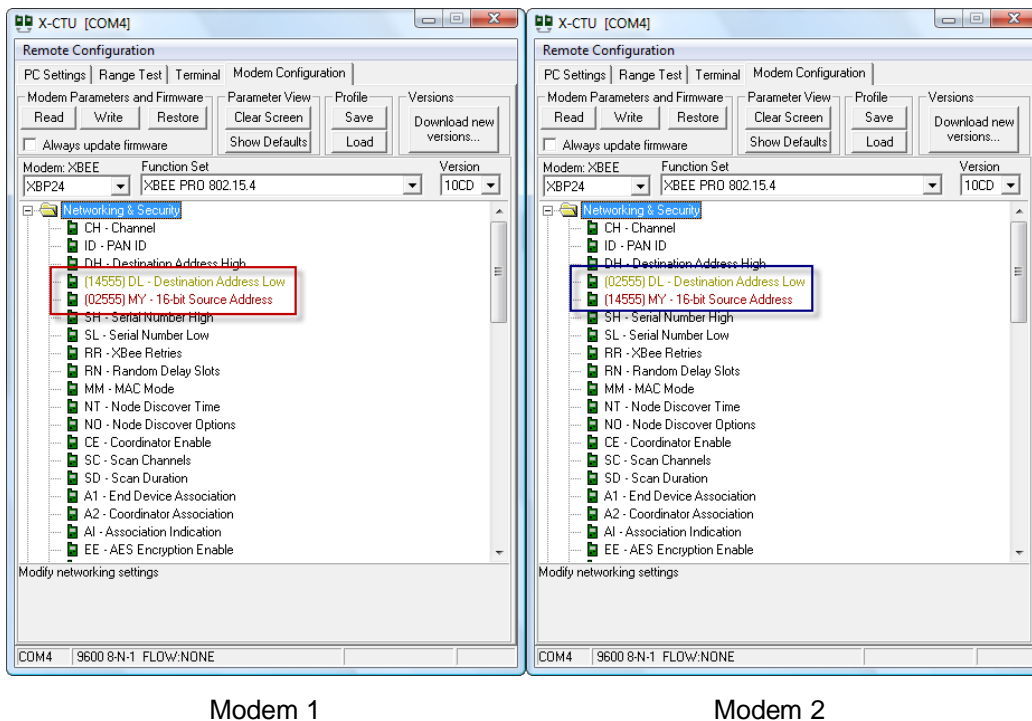 X-CTU [COM4]
Remote Configuration
PC Settings Range Test Terminal Modem Configuration
Modem Parameters and Firmware Parameter View Profile Versions
Read Write Restore Clear Screen Save Download new versions...
Always update firmware Show Defaults Load
Modem: XBEE Function Set Version
XBP24 XBEE PRO 802.15.4 10CD
Networking & Security
CH - Channel
ID - PAN ID
DH - Destination Address High
(14555) DL - Destination Address Low
(02555) MY - 16-bit Source Address
SH - Serial Number High
SL - Serial Number Low
RR - XBee Retries
RN - Random Delay Slots
MM - MAC Mode
NT - Node Discover Time
NO - Node Discover Options
CE - Coordinator Enable
SC - Scan Channels
SD - Scan Duration
A1 - End Device Association
A2 - Coordinator Association
AI - Association Indication
EE - AES Encryption Enable
Modify networking settings
COM4 9600 8-N-1 FLOW:NONE
Modem 1
X-CTU [COM4]
Remote Configuration
PC Settings Range Test Terminal Modem Configuration
Modem Parameters and Firmware Parameter View Profile Versions
Read Write Restore Clear Screen Save Download new versions...
Always update firmware Show Defaults Load
Modem: XBEE Function Set Version
XBP24 XBEE PRO 802.15.4 10CD
Networking & Security
CH - Channel
ID - PAN ID
DH - Destination Address High
(02555) DL - Destination Address Low
(14555) MY - 16-bit Source Address
SH - Serial Number High
SL - Serial Number Low
RR - XBee Retries
RN - Random Delay Slots
MM - MAC Mode
NT - Node Discover Time
NO - Node Discover Options
CE - Coordinator Enable
SC - Scan Channels
SD - Scan Duration
A1 - End Device Association
A2 - Coordinator Association
AI - Association Indication
EE - AES Encryption Enable
Modify networking settings
COM4 9600 8-N-1 FLOW:NONE
Modem 2